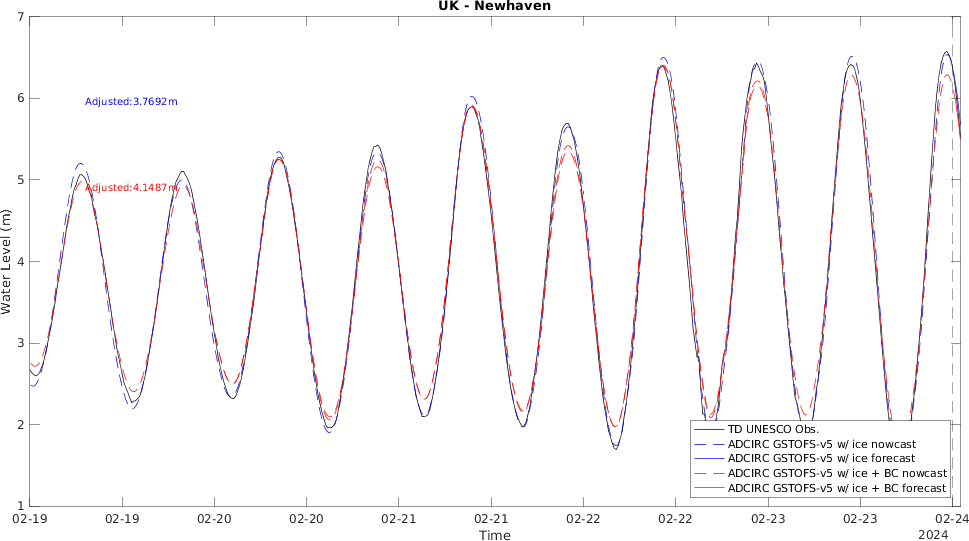 UK - Newhaven
7
6
5
4
3
2
1
Water Level (m)
Adjusted:3.7692m
Adjusted:4.1487m
TD UNESCO Obs.
ADCIRC GSTOFS-v5 w/ ice nowcast
ADCIRC GSTOFS-v5 w/ ice forecast
ADCIRC GSTOFS-v5 w/ ice + BC nowcast
ADCIRC GSTOFS-v5 w/ ice + BC forecast
02-19 02-19 02-20 02-20 02-21 02-21 02-22 02-22 02-23 02-23 02-24
Time
2024